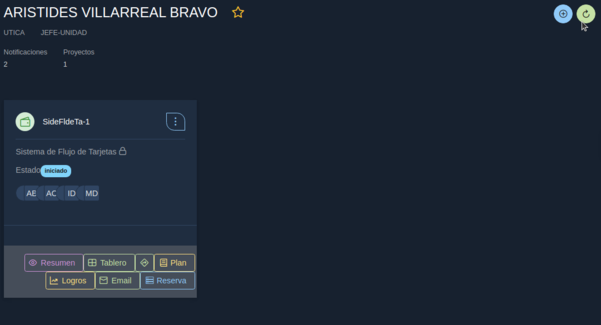 ARISTIDES VILLARREAL BRAVO
UTICA JEFE-UNIDAD
Notificaciones Proyectos
2 1
SideFldeTa-1
Sistema de Flujo de Tarjetas
Estado iniciado
AE AC ID MD
Resumen Tablero Plan
Logros Email Reserva